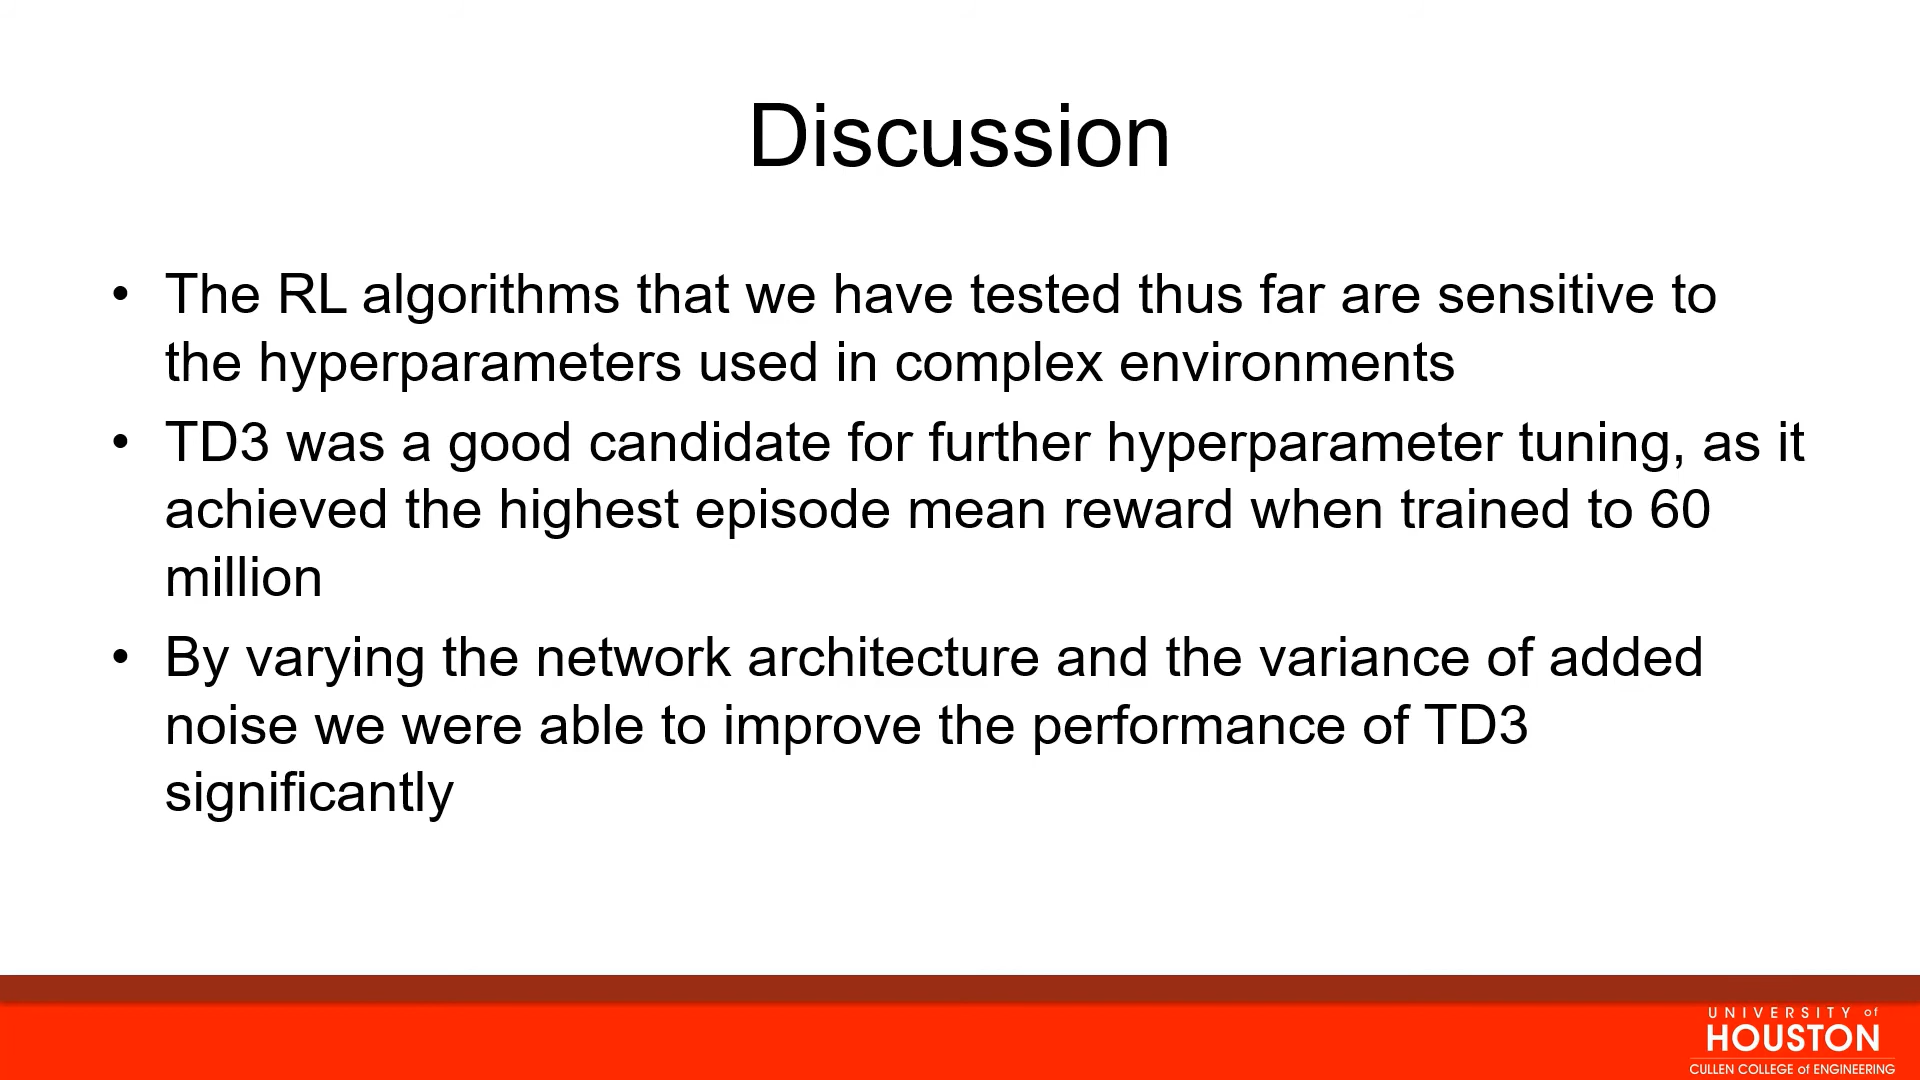 Discussion
• The RL algorithms that we have tested thus far are sensitive to
the hyperparameters used in complex environments
• TD3 was a good candidate for further hyperparameter tuning, as it
achieved the highest episode mean reward when trained to 60
million
• By varying the network architecture and the variance of added
noise we were able to improve the performance of TD3
significantly
UNIVERSITY of
HOUSTON
CULLEN COLLEGE of ENGINEERING